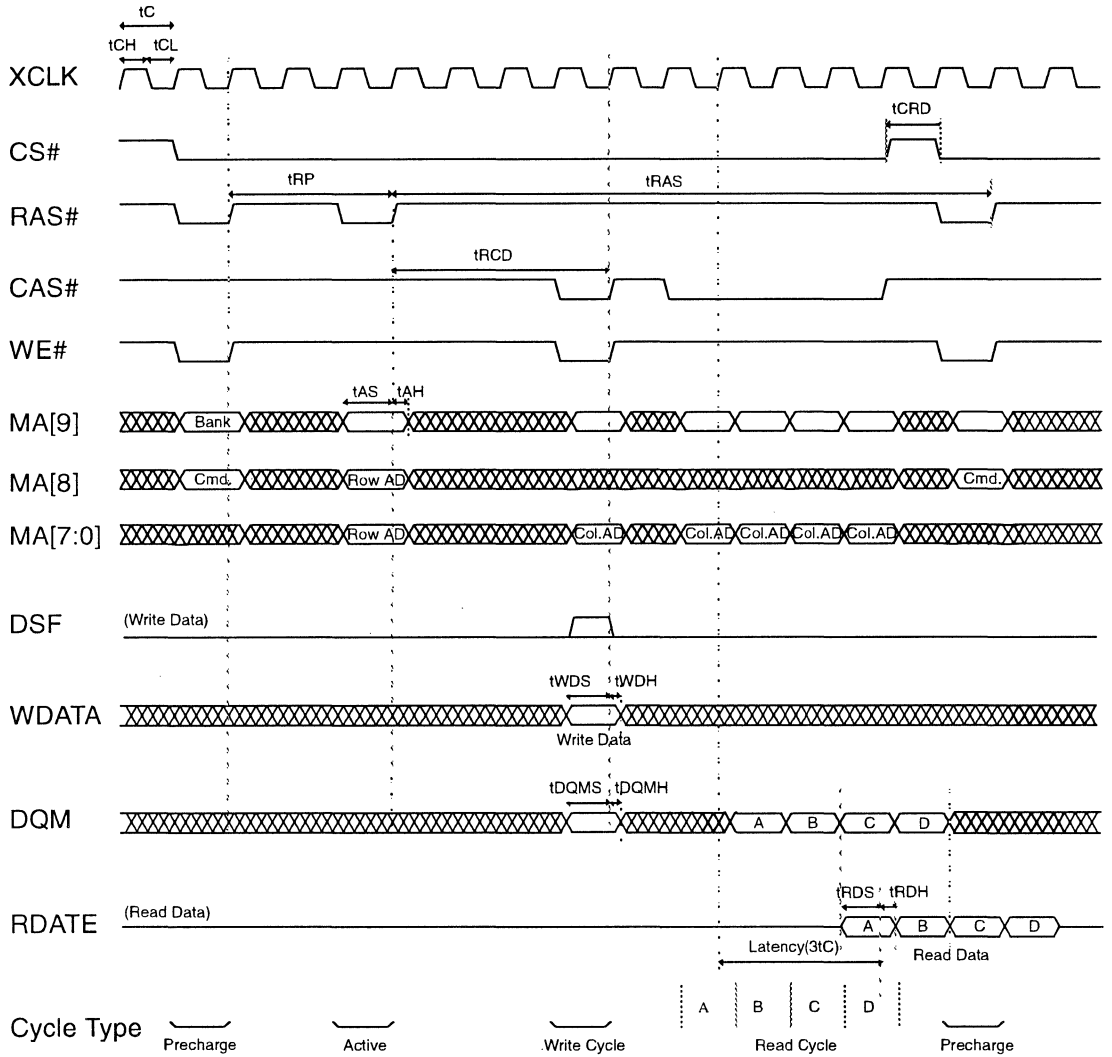 tC
tCH tCL
XCLK
tCRD
CS#
tRP tRAS
RAS#
tRCD
CAS#
WE#
tAS tAH
MA[9] Bank
MA[8] Cmd. Row AD Cmd.
MA[7:0] Row AD Col.AD Col.AD Col.AD Col.AD Col.AD
DSF (Write Data)
tWDS tWDH
WDATA
Write Data
tDQMS tDQMH
DQM A B C D
tRDS tRDH
RDATE (Read Data) A B C D
Latency(3tC) Read Data
A B C D
Cycle Type
Precharge Active Write Cycle Read Cycle Precharge